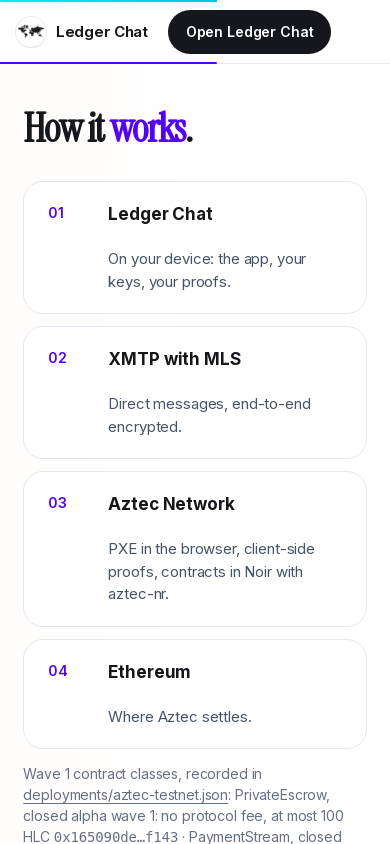 Ledger Chat
Open Ledger Chat
How it works.
01
Ledger Chat
On your device: the app, your
keys, your proofs.
02
XMTP with MLS
Direct messages, end-to-end
encrypted.
03
Aztec Network
PXE in the browser, client-side
proofs, contracts in Noir with
aztec-nr.
04
Ethereum
Where Aztec settles.
Wave 1 contract classes, recorded in
deployments/aztec-testnet.json: PrivateEscrow,
closed alpha wave 1: no protocol fee, at most 100
HLC 0x165090de…f143 · PaymentStream, closed